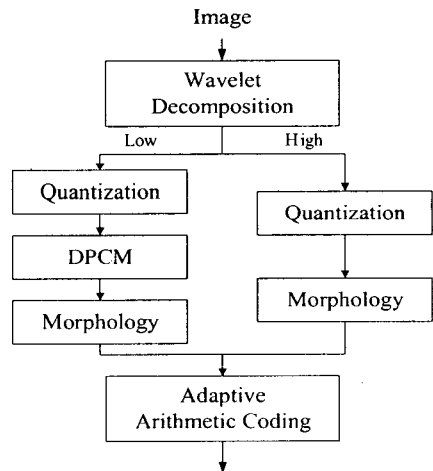 Image
Wavelet
Decomposition
Low
High
Quantization
DPCM
Morphology
Quantization
Morphology
Adaptive
Arithmetic Coding